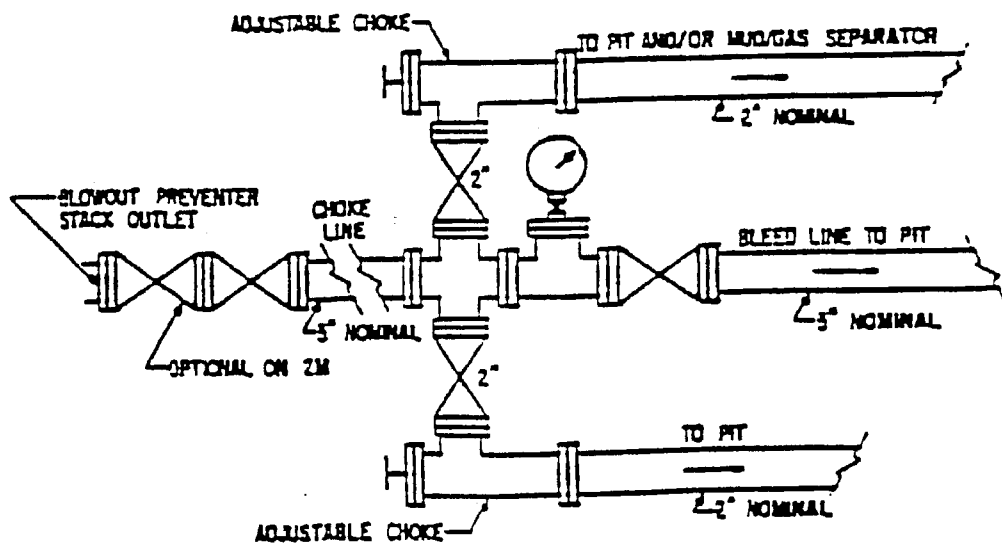 ADJUSTABLE CHOKE
TO PIT AND/OR MUD/GAS SEPARATOR
2" NOMINAL
2"
BLOWOUT PREVENTER
STACK OUTLET
CHOKE
LINE
BLEED LINE TO PIT
3" NOMINAL
3" NOMINAL
OPTIONAL ON 2M
2"
TO PIT
2" NOMINAL
ADJUSTABLE CHOKE